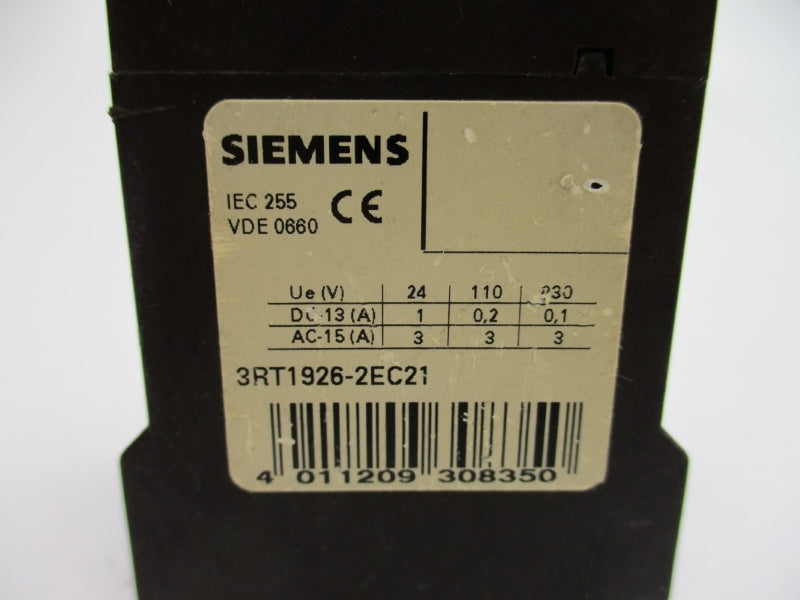 SIEMENS
IEC 255
VDE 0660
CE
Ue (V) 24 110 230
DC-13 (A) 1 0,2 0,1
AC-15 (A) 3 3 3
3RT1926-2EC21
4 011209 308350